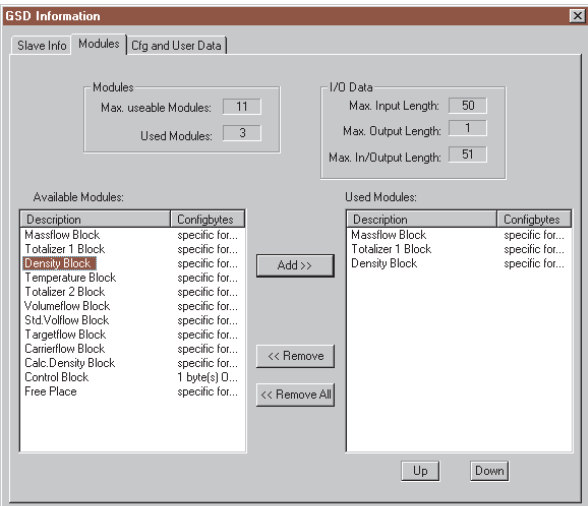 GSD Information
Slave Info Modules Cfg and User Data
Modules
Max. useable Modules: 11
Used Modules: 3
I/O Data
Max. Input Length: 50
Max. Output Length: 1
Max. In/Output Length: 51
Available Modules:
Description Configbytes
Massflow Block specific for...
Totalizer 1 Block specific for...
Density Block specific for...
Temperature Block specific for...
Totalizer 2 Block specific for...
Volumeflow Block specific for...
Std.Volflow Block specific for...
Targetflow Block specific for...
Carrierflow Block specific for...
Calc.Density Block specific for...
Control Block 1 byte(s) O...
Free Place specific for...
Add >>
<< Remove
<< Remove All
Used Modules:
Description Configbytes
Massflow Block specific for...
Totalizer 1 Block specific for...
Density Block specific for...
Up Down